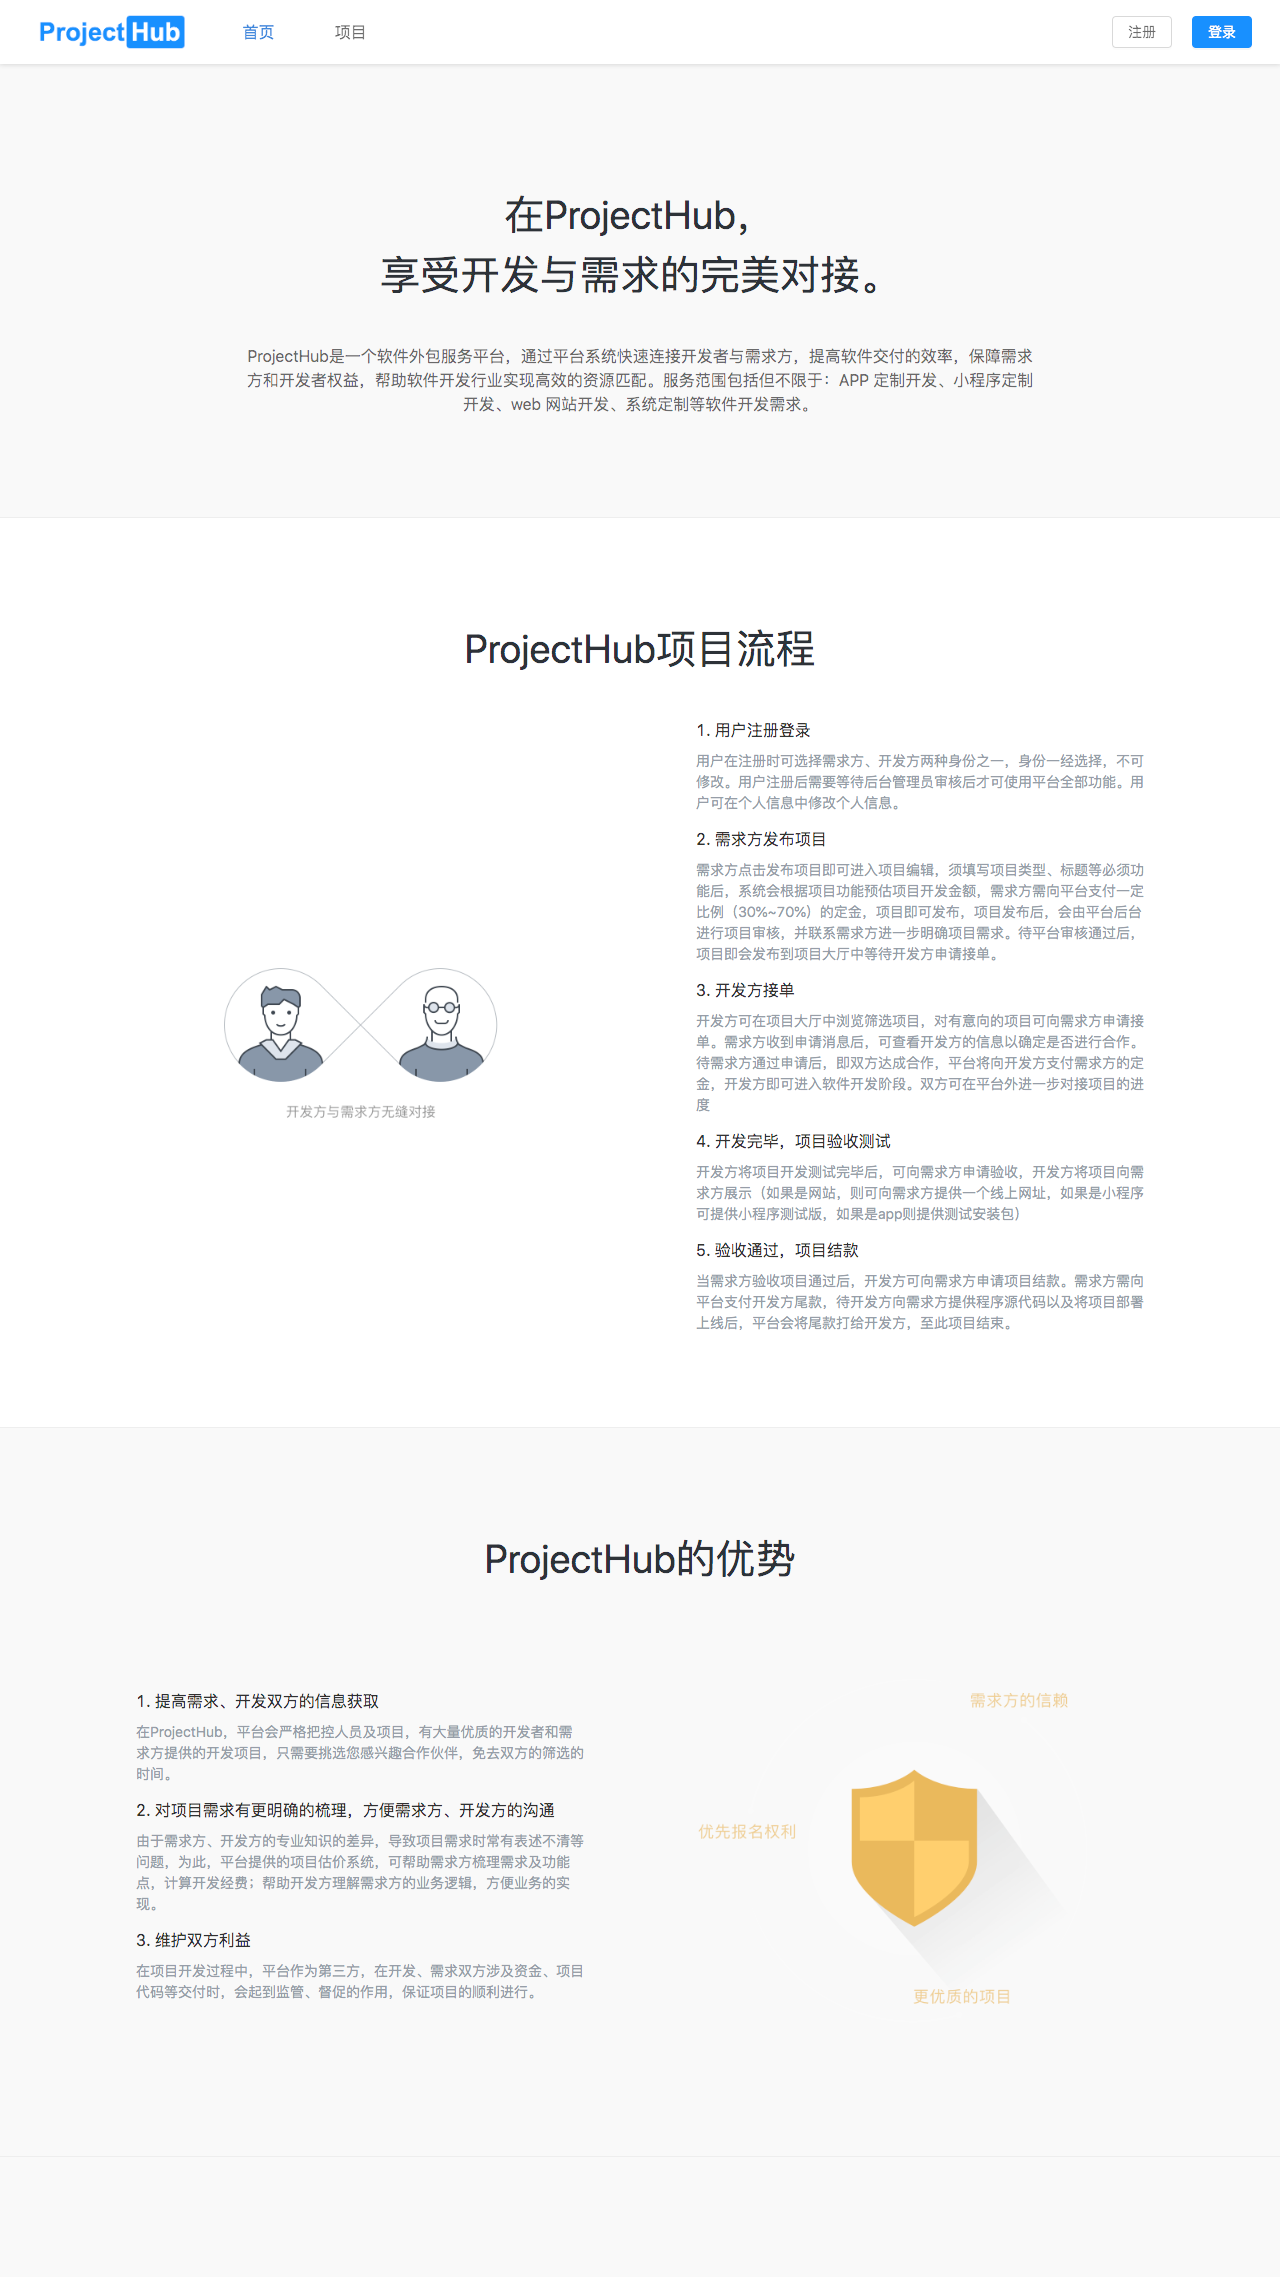 ProjectHub
首页
项目
注册
登录
在ProjectHub，
享受开发与需求的完美对接。
ProjectHub是一个软件外包服务平台，通过平台系统快速连接开发者与需求方，提高软件交付的效率，保障需求
方和开发者权益，帮助软件开发行业实现高效的资源匹配。服务范围包括但不限于：APP 定制开发、小程序定制
开发、web 网站开发、系统定制等软件开发需求。
ProjectHub项目流程
1. 用户注册登录
用户在注册时可选择需求方、开发方两种身份之一，身份一经选择，不可
修改。用户注册后需要等待后台管理员审核后才可使用平台全部功能。用
户可在个人信息中修改个人信息。
2. 需求方发布项目
需求方点击发布项目即可进入项目编辑，须填写项目类型、标题等必须功
能后，系统会根据项目功能预估项目开发金额，需求方需向平台支付一定
比例（30%~70%）的定金，项目即可发布，项目发布后，会由平台后台
进行项目审核，并联系需求方进一步明确项目需求。待平台审核通过后，
项目即会发布到项目大厅中等待开发方申请接单。
3. 开发方接单
开发方可在项目大厅中浏览筛选项目，对有意向的项目可向需求方申请接
单。需求方收到申请消息后，可查看开发方的信息以确定是否进行合作。
待需求方通过申请后，即双方达成合作，平台将向开发方支付需求方的定
金，开发方即可进入软件开发阶段。双方可在平台外进一步对接项目的进
度
4. 开发完毕，项目验收测试
开发方将项目开发测试完毕后，可向需求方申请验收，开发方将项目向需
求方展示（如果是网站，则可向需求方提供一个线上网址，如果是小程序
可提供小程序测试版，如果是app则提供测试安装包）
5. 验收通过，项目结款
当需求方验收项目通过后，开发方可向需求方申请项目结款。需求方需向
平台支付开发方尾款，待开发方向需求方提供程序源代码以及将项目部署
上线后，平台会将尾款打给开发方，至此项目结束。
开发方与需求方无缝对接
ProjectHub的优势
1. 提高需求、开发双方的信息获取
在ProjectHub，平台会严格把控人员及项目，有大量优质的开发者和需
求方提供的开发项目，只需要挑选您感兴趣合作伙伴，免去双方的筛选的
时间。
2. 对项目需求有更明确的梳理，方便需求方、开发方的沟通
由于需求方、开发方的专业知识的差异，导致项目需求时常有表述不清等
问题，为此，平台提供的项目估价系统，可帮助需求方梳理需求及功能
点，计算开发经费；帮助开发方理解需求方的业务逻辑，方便业务的实
现。
3. 维护双方利益
在项目开发过程中，平台作为第三方，在开发、需求双方涉及资金、项目
代码等交付时，会起到监管、督促的作用，保证项目的顺利进行。
需求方的信赖
优先报名权利
更优质的项目